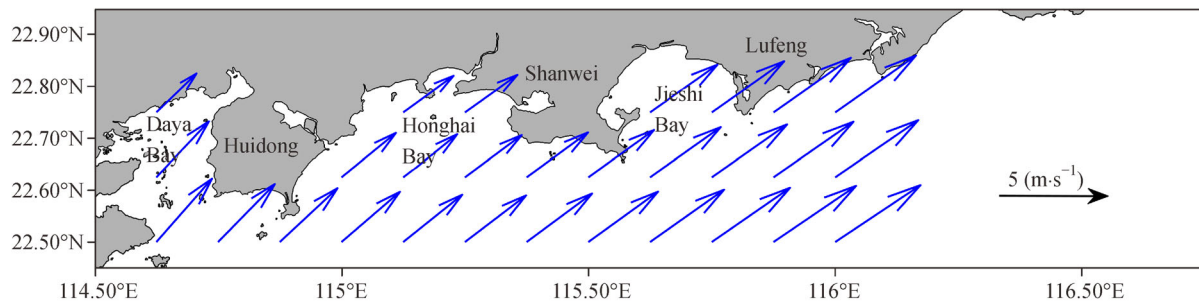 22.90°N
Lufeng
22.80°N
Shanwei
Jieshi
Bay
22.70°N
Daya
Bay
Huidong
Honghai
Bay
22.60°N
5 (m·s⁻¹)
22.50°N
114.50°E 115°E 115.50°E 116°E 116.50°E